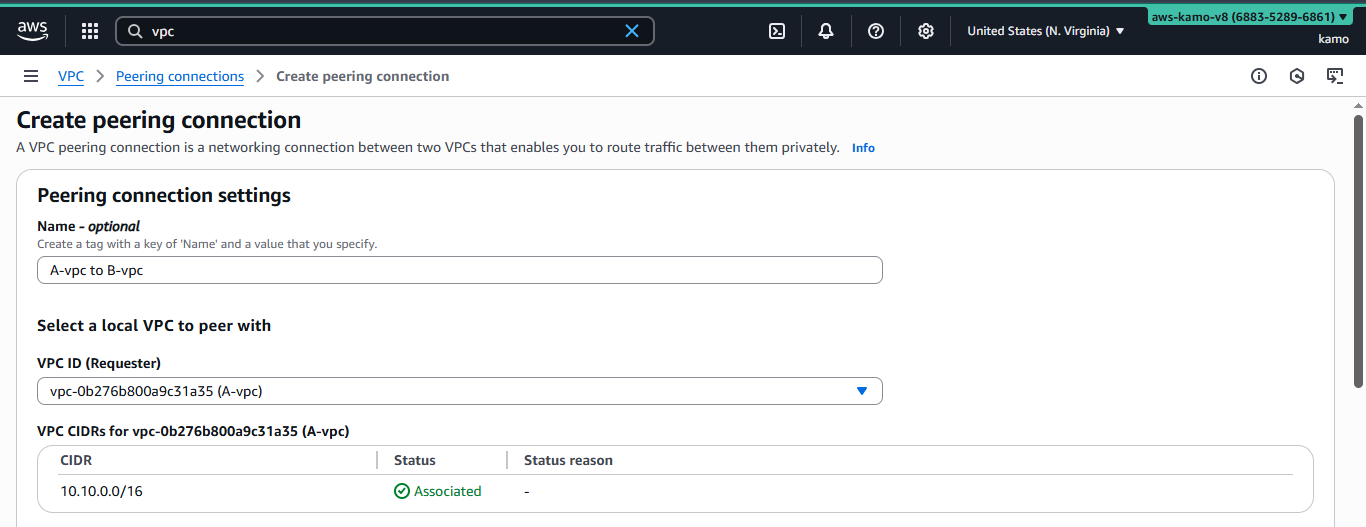 aws
vpc
United States (N. Virginia)
aws-kamo-v8 (6883-5289-6861)
kamo
VPC
Peering connections
Create peering connection
Create peering connection
A VPC peering connection is a networking connection between two VPCs that enables you to route traffic between them privately. Info
Peering connection settings
Name - optional
Create a tag with a key of 'Name' and a value that you specify.
A-vpc to B-vpc
Select a local VPC to peer with
VPC ID (Requester)
vpc-0b276b800a9c31a35 (A-vpc)
VPC CIDRs for vpc-0b276b800a9c31a35 (A-vpc)
CIDR Status Status reason
10.10.0.0/16 Associated -